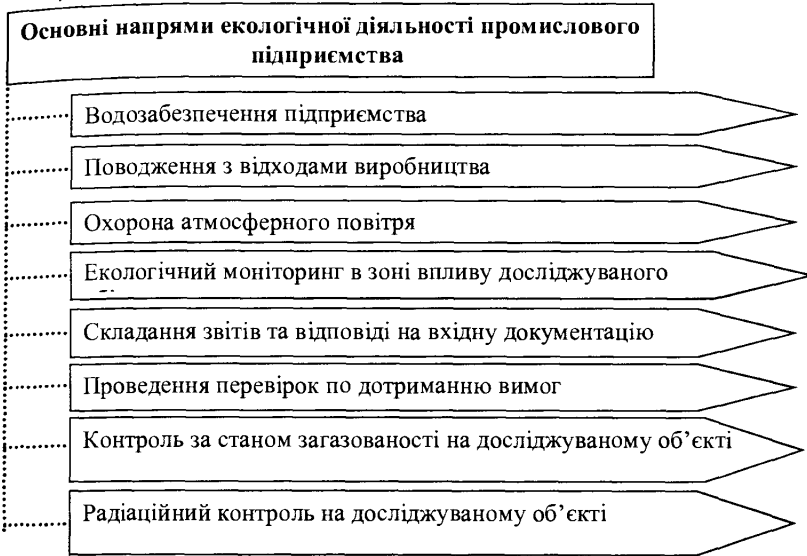 Основні напрями екологічної діяльності промислового
підприємства
Водозабезпечення підприємства
Поводження з відходами виробництва
Охорона атмосферного повітря
Екологічний моніторинг в зоні впливу досліджуваного
Складання звітів та відповіді на вхідну документацію
Проведення перевірок по дотриманню вимог
Контроль за станом загазованості на досліджуваному об’єкті
Радіаційний контроль на досліджуваному об’єкті